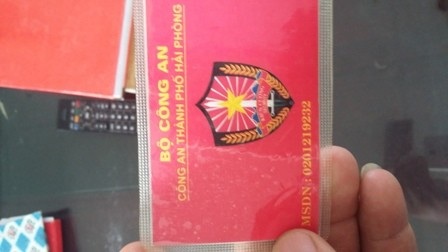 BỘ CÔNG AN
CÔNG AN THÀNH PHỐ HẢI PHÒNG
MSDN : 0201219232